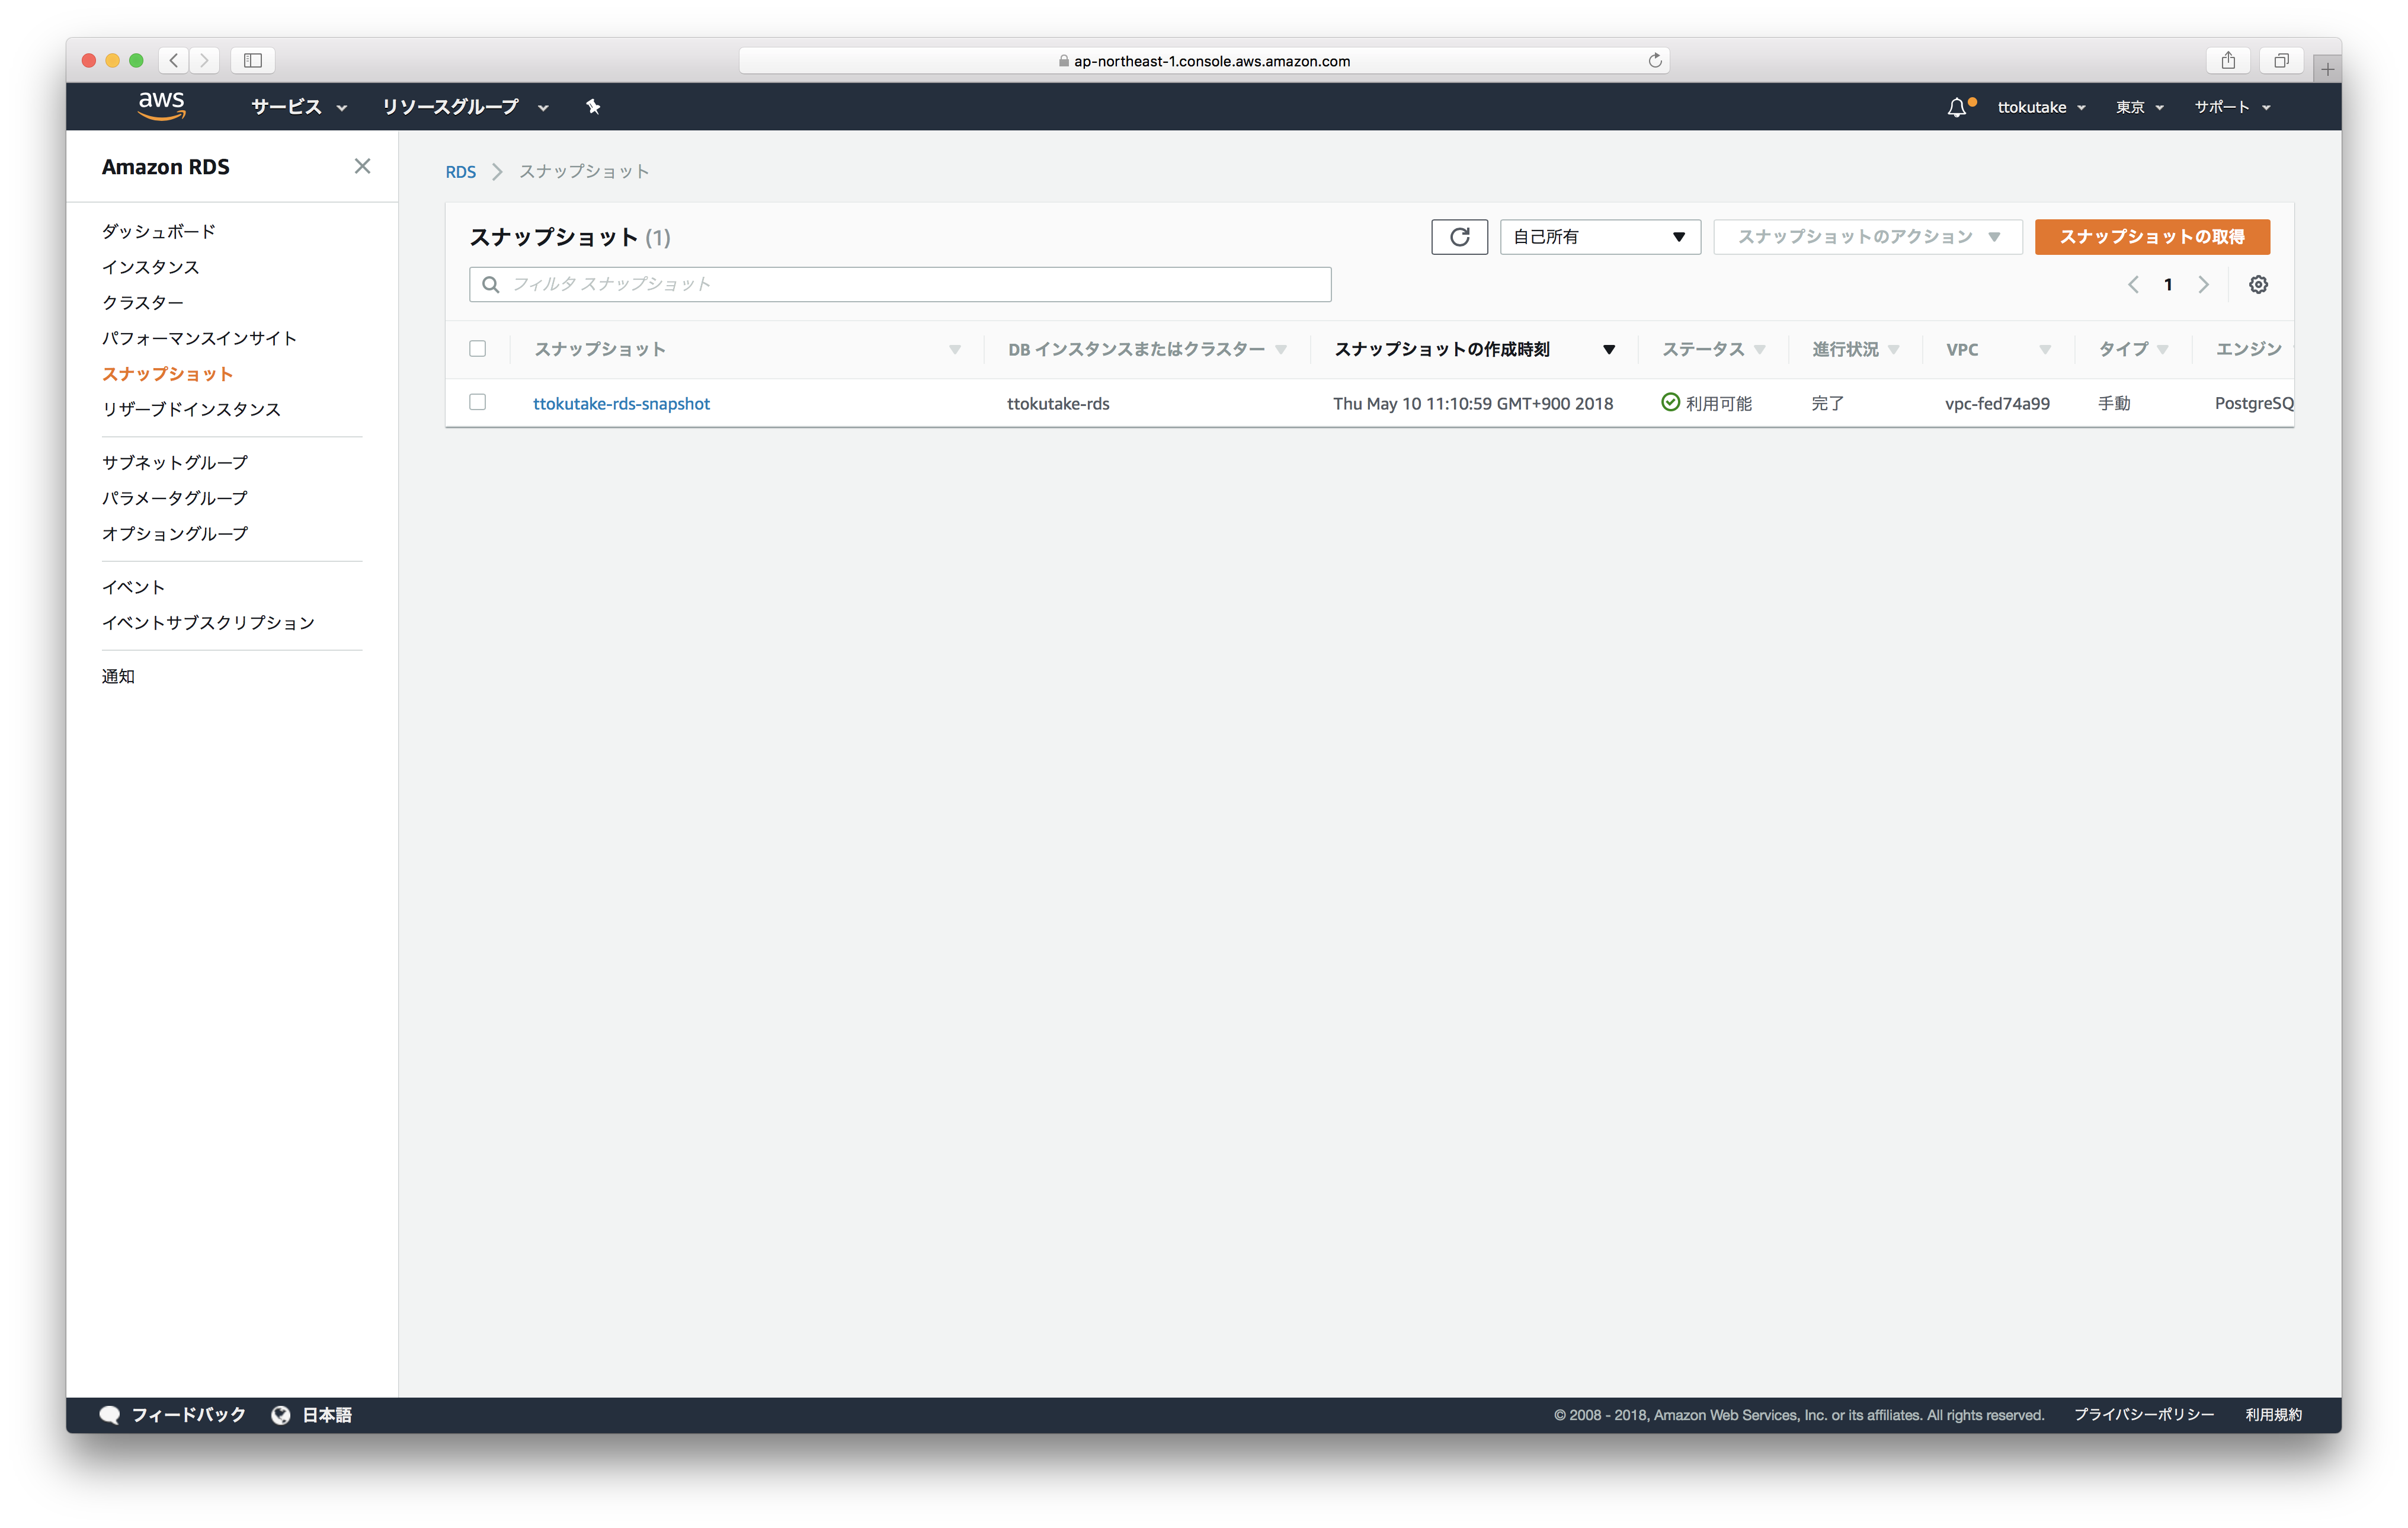 ap-northeast-1.console.aws.amazon.com
aws サービス リソースグループ ttokutake 東京 サポート
Amazon RDS
ダッシュボード
インスタンス
クラスター
パフォーマンスインサイト
スナップショット
リザーブドインスタンス
サブネットグループ
パラメータグループ
オプショングループ
イベント
イベントサブスクリプション
通知
RDS スナップショット
スナップショット (1) 自己所有 スナップショットのアクション スナップショットの取得
フィルタ スナップショット 1
スナップショット DB インスタンスまたはクラスター スナップショットの作成時刻 ステータス 進行状況 VPC タイプ エンジン
ttokutake-rds-snapshot ttokutake-rds Thu May 10 11:10:59 GMT+900 2018 利用可能 完了 vpc-fed74a99 手動 PostgreSQ
フィードバック 日本語 © 2008 - 2018, Amazon Web Services, Inc. or its affiliates. All rights reserved. プライバシーポリシー 利用規約